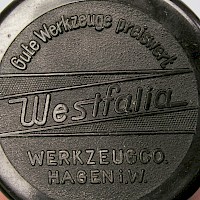 Gute Werkzeuge preiswert
Westfalia
WERKZEUGCO.
HAGEN i.W.